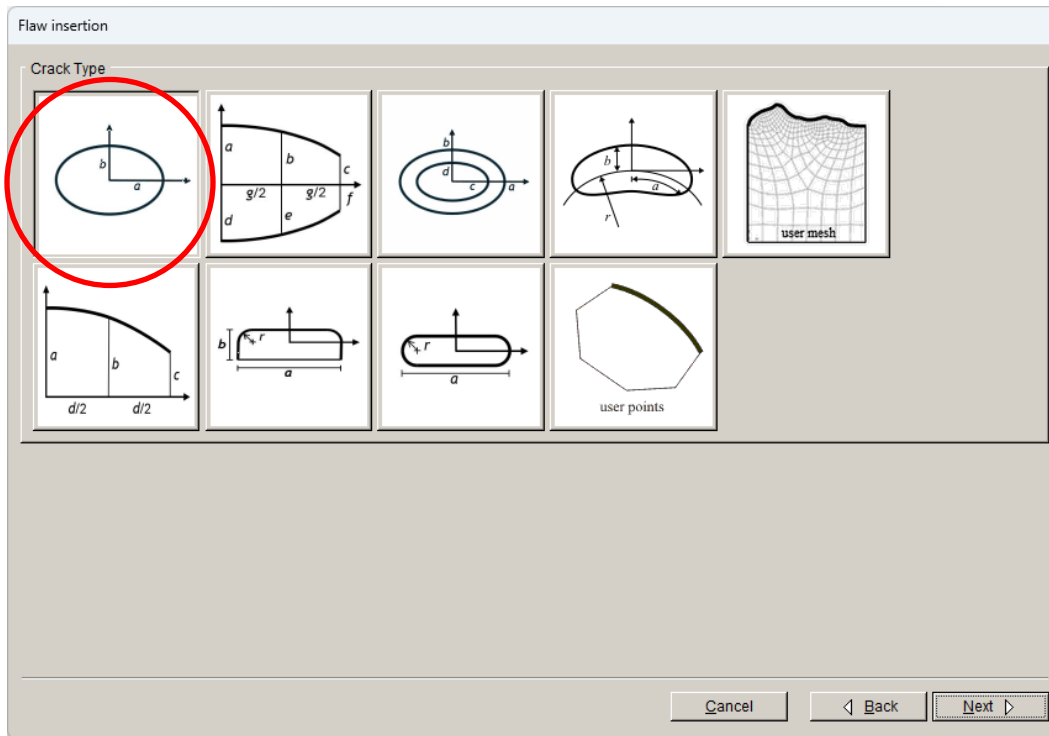 Flaw insertion
Crack Type
b
a
a
b
c
g/2
g/2
f
d
e
b
d
c
a
b
a
r
user mesh
a
b
c
d/2
d/2
b
r
a
r
a
user points
Cancel
Back
Next